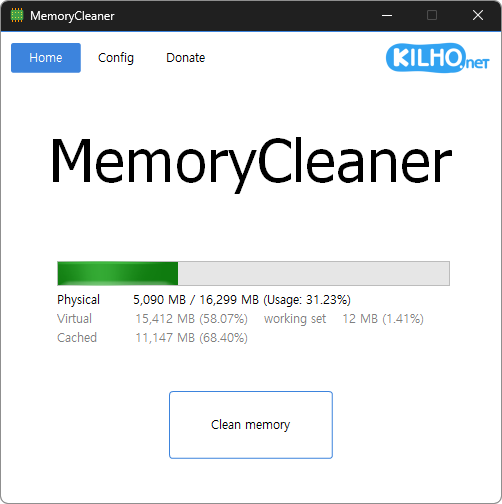 MemoryCleaner
Home Config Donate KILHO.net
MemoryCleaner
Physical 5,090 MB / 16,299 MB (Usage: 31.23%)
Virtual 15,412 MB (58.07%) working set 12 MB (1.41%)
Cached 11,147 MB (68.40%)
Clean memory